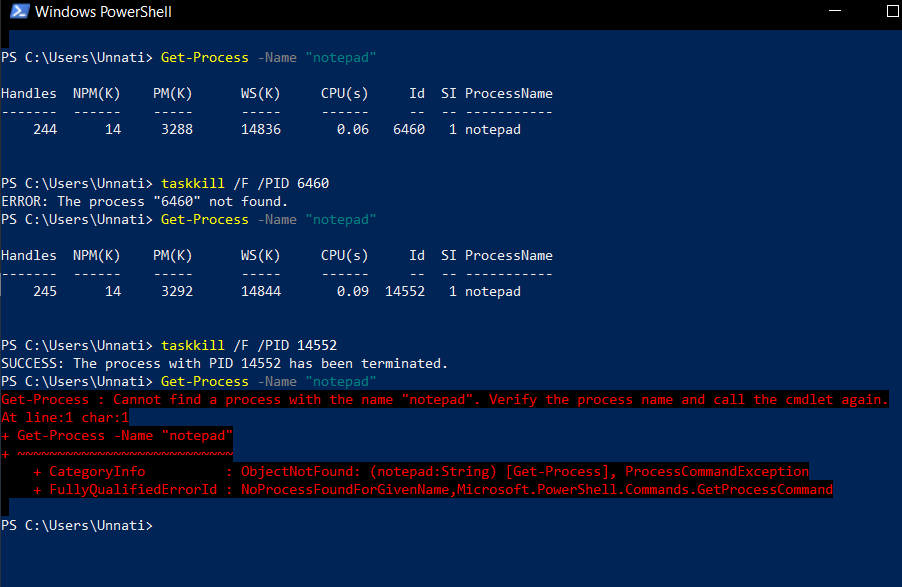 Windows PowerShell
PS C:\Users\Unnati> Get-Process -Name "notepad"
Handles  NPM(K)    PM(K)      WS(K)     CPU(s)     Id  SI ProcessName
-------  ------    -----      -----     ------     --  -- -----------
    244      14     3288      14836       0.06   6460   1 notepad
PS C:\Users\Unnati> taskkill /F /PID 6460
ERROR: The process "6460" not found.
PS C:\Users\Unnati> Get-Process -Name "notepad"
Handles  NPM(K)    PM(K)      WS(K)     CPU(s)     Id  SI ProcessName
-------  ------    -----      -----     ------     --  -- -----------
    245      14     3292      14844       0.09  14552   1 notepad
PS C:\Users\Unnati> taskkill /F /PID 14552
SUCCESS: The process with PID 14552 has been terminated.
PS C:\Users\Unnati> Get-Process -Name "notepad"
Get-Process : Cannot find a process with the name "notepad". Verify the process name and call the cmdlet again.
At line:1 char:1
+ Get-Process -Name "notepad"
+ ~~~~~~~~~~~~~~~~~~~~~~~~~~~
    + CategoryInfo          : ObjectNotFound: (notepad:String) [Get-Process], ProcessCommandException
    + FullyQualifiedErrorId : NoProcessFoundForGivenName,Microsoft.PowerShell.Commands.GetProcessCommand
PS C:\Users\Unnati>